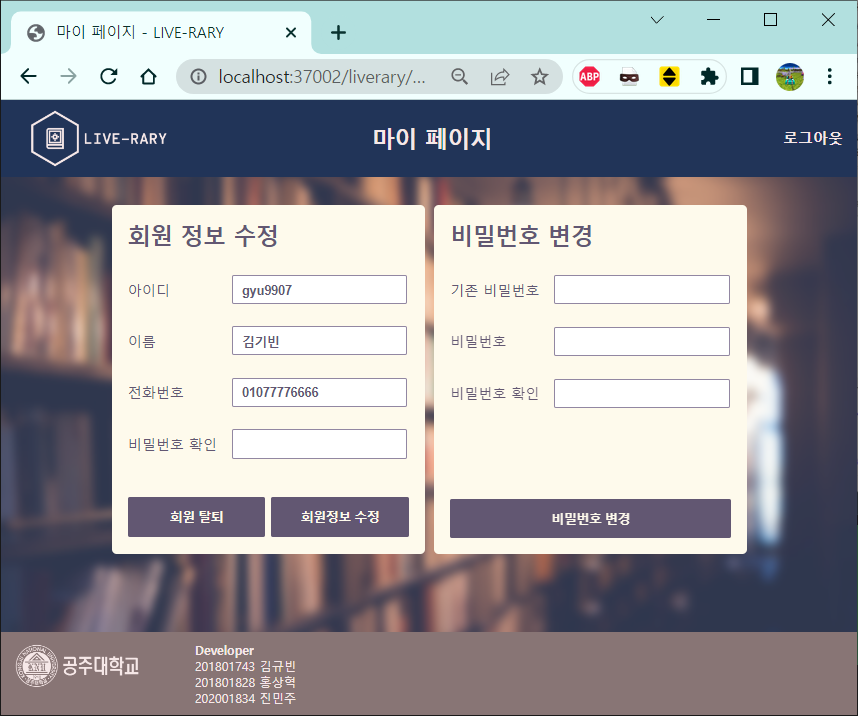 마이 페이지 - LIVE-RARY
localhost:37002/liverary/...
ABP
LIVE-RARY
마이 페이지
로그아웃
회원 정보 수정
아이디 gyu9907
이름 김기빈
전화번호 01077776666
비밀번호 확인
회원 탈퇴 회원정보 수정
비밀번호 변경
기존 비밀번호
비밀번호
비밀번호 확인
비밀번호 변경
공주대학교
Developer
201801743 김규빈
201801828 홍상혁
202001834 진민주